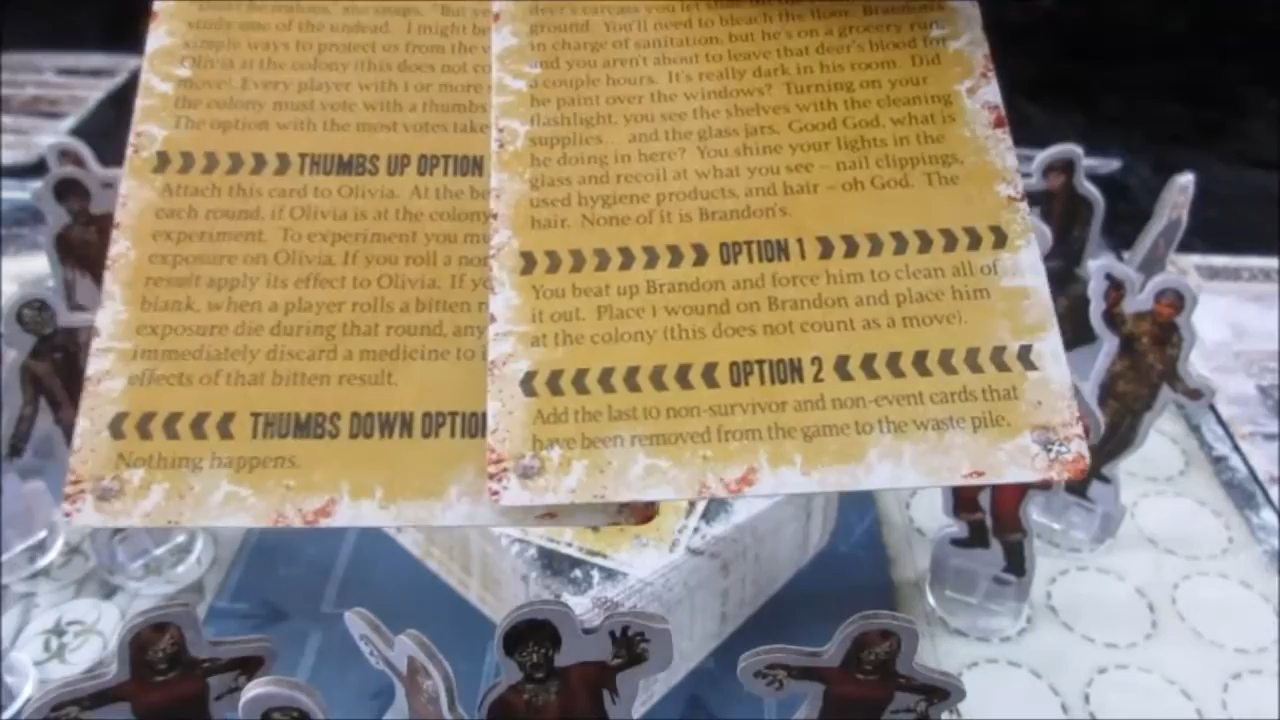 study one of the undead. I might be
simple ways to protect us from the v
Olivia at the colony (this does not co
move). Every player with 1 or more
the colony must vote with a thumbs
The option with the most votes take
THUMBS UP OPTION
Attach this card to Olivia. At the be
each round, if Olivia is at the colony
experiment. To experiment you mu
exposure on Olivia. If you roll a non
result apply its effect to Olivia. If yo
blank, when a player rolls a bitten r
exposure die during that round, any
immediately discard a medicine to i
effects of that bitten result.
THUMBS DOWN OPTIO
Nothing happens.
ground. You'll need to bleach the floor. Brandon's
in charge of sanitation, but he's on a grocery run,
and you aren't about to leave that deer's blood for
a couple hours. It's really dark in his room. Did
he paint over the windows? Turning on your
flashlight, you see the shelves with the cleaning
supplies... and the glass jars. Good God, what is
he doing in here? You shine your lights in the
glass and recoil at what you see – nail clippings,
used hygiene products, and hair – oh God. The
hair. None of it is Brandon's.
OPTION 1
You beat up Brandon and force him to clean all of
it out. Place 1 wound on Brandon and place him
at the colony (this does not count as a move).
OPTION 2
Add the last 10 non-survivor and non-event cards that
have been removed from the game to the waste pile.